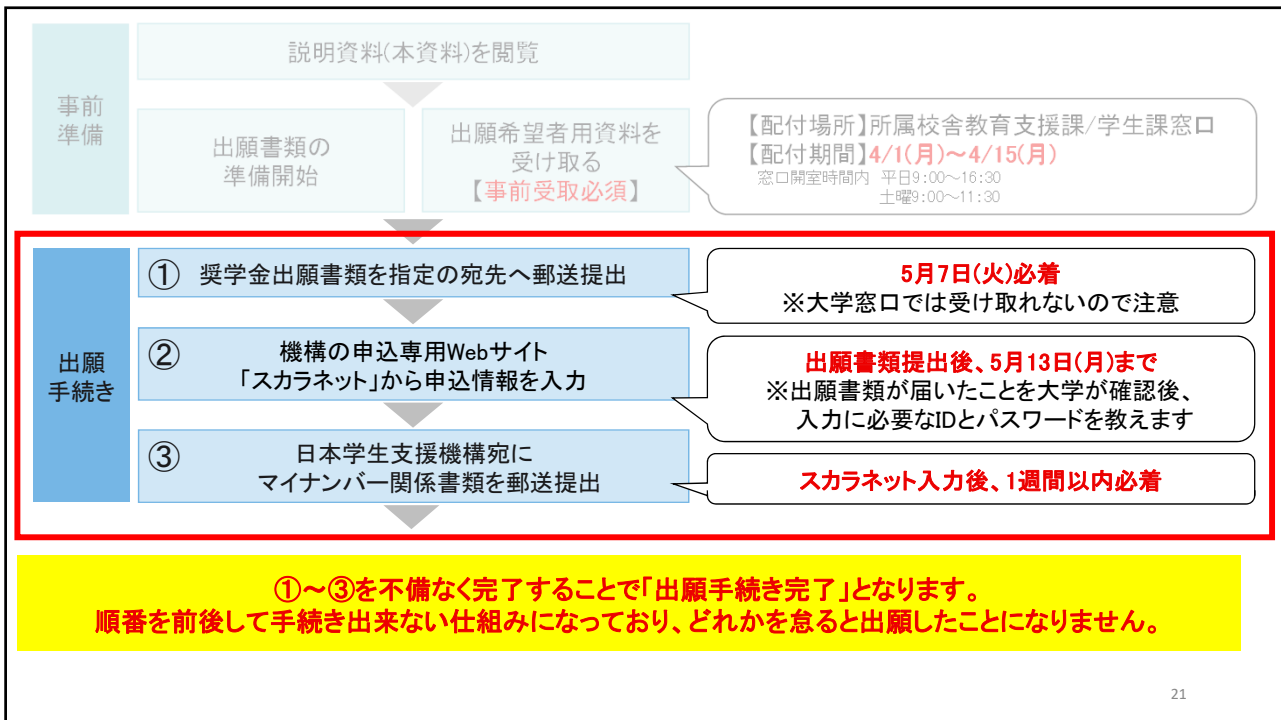 事前
準備
説明資料(本資料)を閲覧
出願書類の
準備開始
出願希望者用資料を
受け取る
【事前受取必須】
【配付場所】所属校舎教育支援課/学生課窓口
【配付期間】4/1(月)～4/15(月)
窓口開室時間内 平日9:00～16:30
土曜9:00～11:30
出願
手続き
① 奨学金出願書類を指定の宛先へ郵送提出
5月7日(火)必着
※大学窓口では受け取れないので注意
② 機構の申込専用Webサイト
「スカラネット」から申込情報を入力
出願書類提出後、5月13日(月)まで
※出願書類が届いたことを大学が確認後、
入力に必要なIDとパスワードを教えます
③ 日本学生支援機構宛に
マイナンバー関係書類を郵送提出
スカラネット入力後、1週間以内必着
①～③を不備なく完了することで「出願手続き完了」となります。
順番を前後して手続き出来ない仕組みになっており、どれかを怠ると出願したことになりません。
21